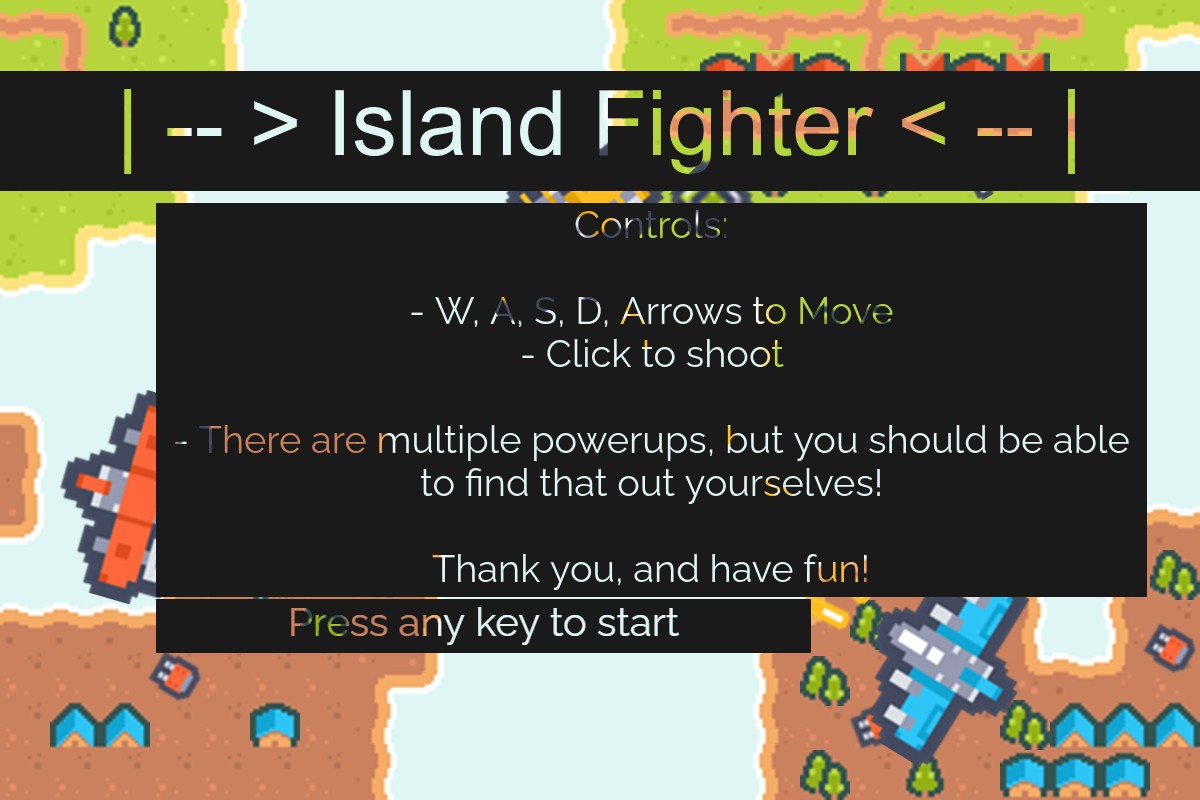 | -- > Island Fighter < -- |
Controls:
- W, A, S, D, Arrows to Move
- Click to shoot
- There are multiple powerups, but you should be able
to find that out yourselves!
Thank you, and have fun!
Press any key to start